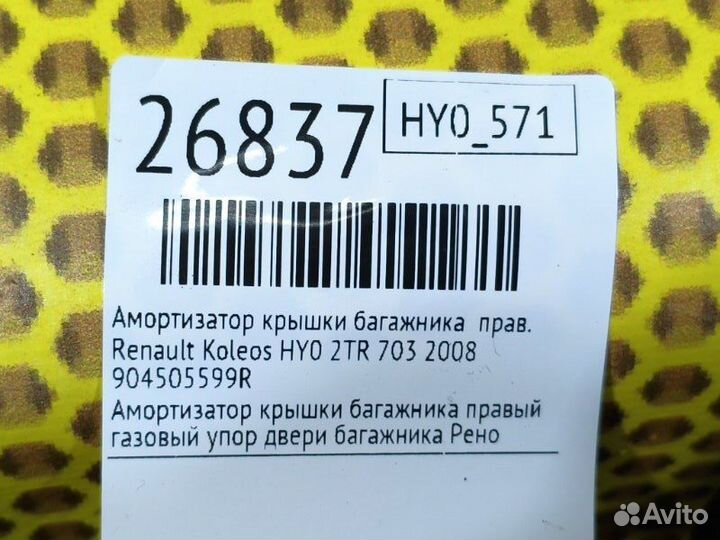 26837
HY0_571
Амортизатор крышки багажника прав.
Renault Koleos HY0 2TR 703 2008
904505599R
Амортизатор крышки багажника правый
газовый упор двери багажника Рено
Avito